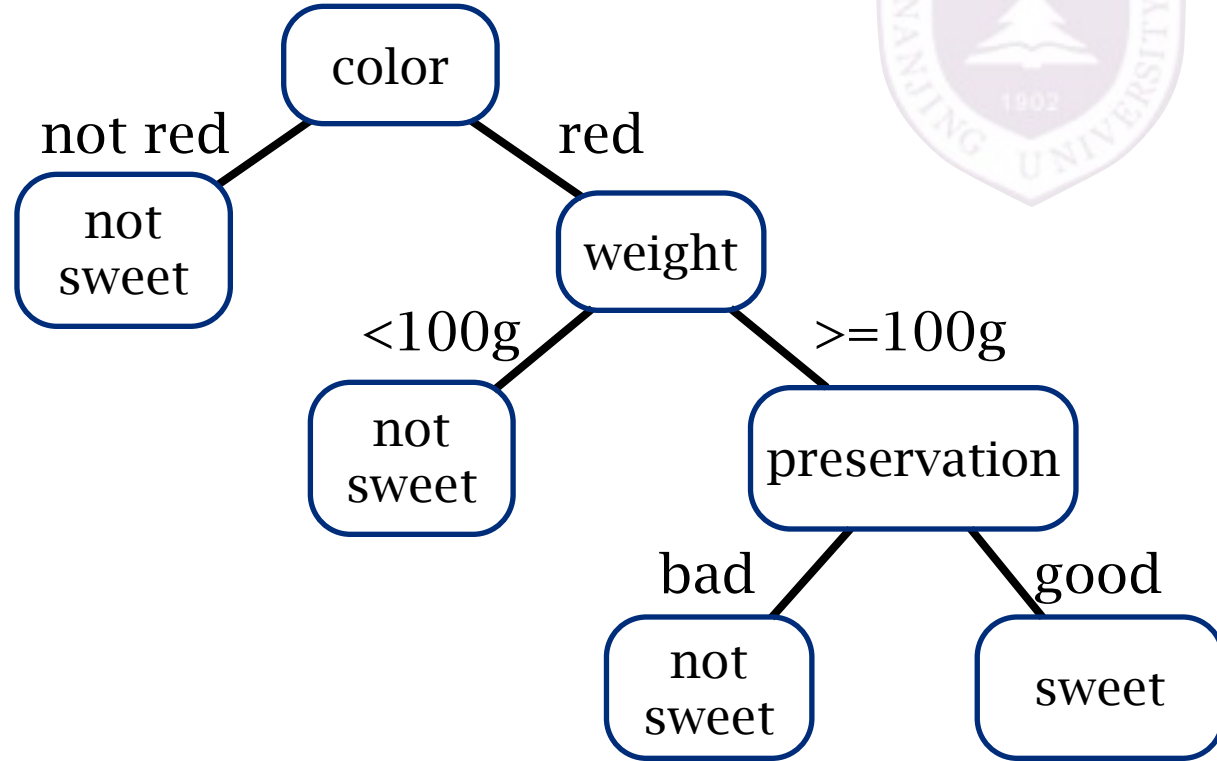 color
not red
red
not
sweet
weight
<100g
>=100g
not
sweet
preservation
bad
good
not
sweet
sweet
NANJING UNIVERSITY
1902